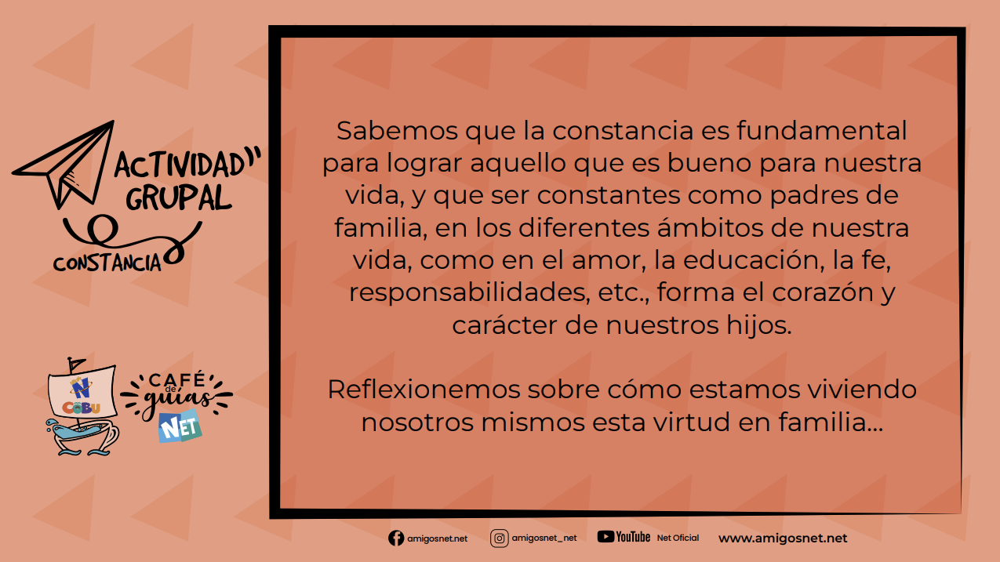 ACTIVIDAD
GRUPAL
CONSTANCIA
N
COBU
CAFÉ
de
guías
NET
Sabemos que la constancia es fundamental
para lograr aquello que es bueno para nuestra
vida, y que ser constantes como padres de
familia, en los diferentes ámbitos de nuestra
vida, como en el amor, la educación, la fe,
responsabilidades, etc., forma el corazón y
carácter de nuestros hijos.
Reflexionemos sobre cómo estamos viviendo
nosotros mismos esta virtud en familia...
amigosnet.net
amigosnet_net
YouTube Net Oficial
www.amigosnet.net